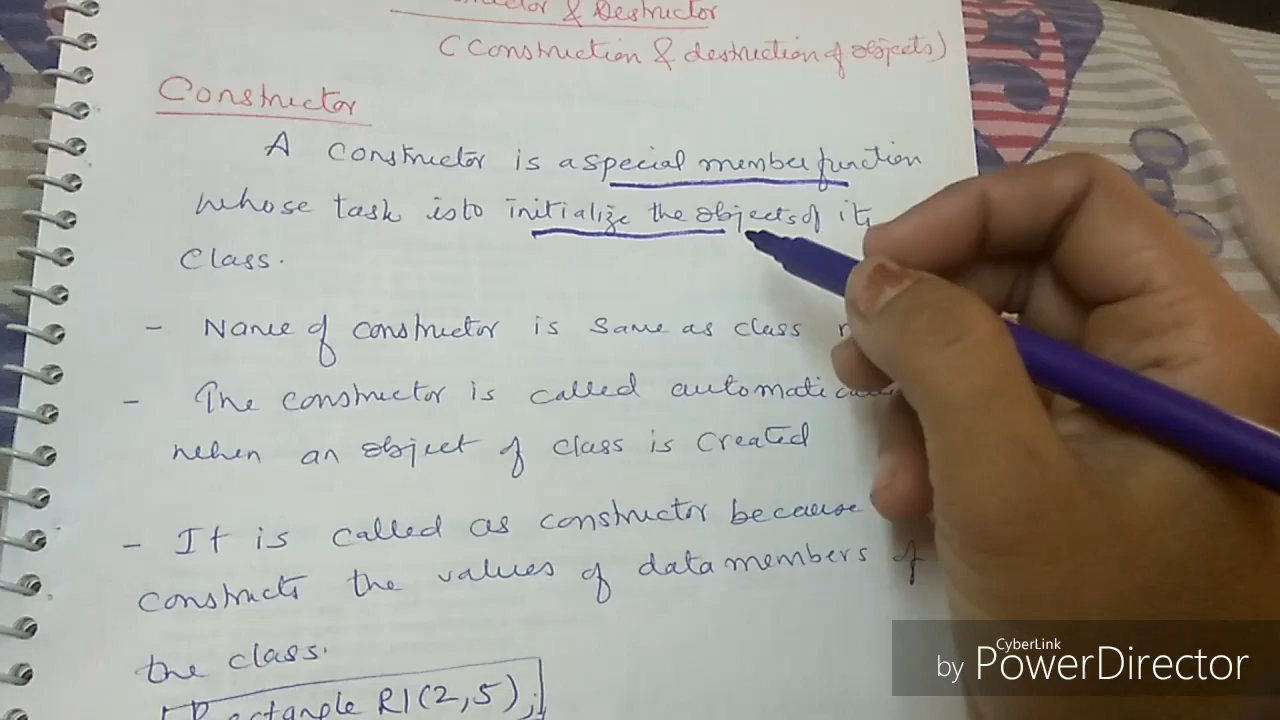 & Destructor
(Construction & destruction of objects)
Constructor
A constructor is a special member function
whose task is to initialize the objects of its
class.
- Name of constructor is same as class
- The constructor is called
when an object of class is created
- It is called as constructor because
constructs the values of data members of
the class.
Rectangle R1(2,5);
CyberLink
by PowerDirector